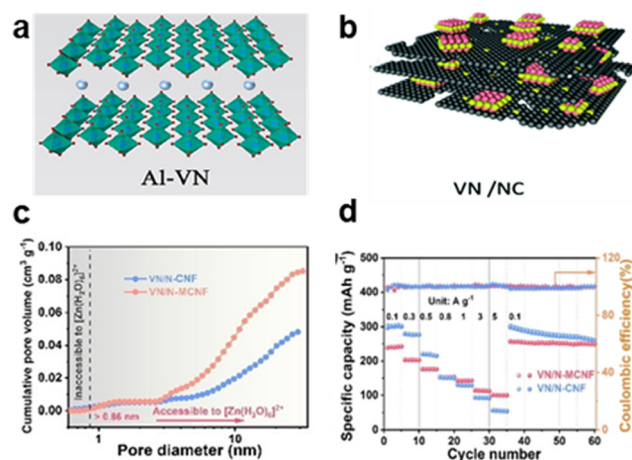 a
Al-VN
b
VN /NC
c
Cumulative pore volume (cm³ g⁻¹)
0.10
0.08
0.06
0.04
0.02
0.00
VN/N-CNF
VN/N-MCNF
Inaccessible to [Zn(H₂O)₆]²⁺
> 0.86 nm
Accessible to [Zn(H₂O)₆]²⁺
1
10
Pore diameter (nm)
d
Specific capacity (mAh g⁻¹)
500
400
300
200
100
0
Unit: A g⁻¹
0.1
0.3
0.5
0.8
1
3
5
0.1
VN/N-MCNF
VN/N-CNF
120
80
40
0
Coulombic efficiency(%)
0
10
20
30
40
50
60
Cycle number